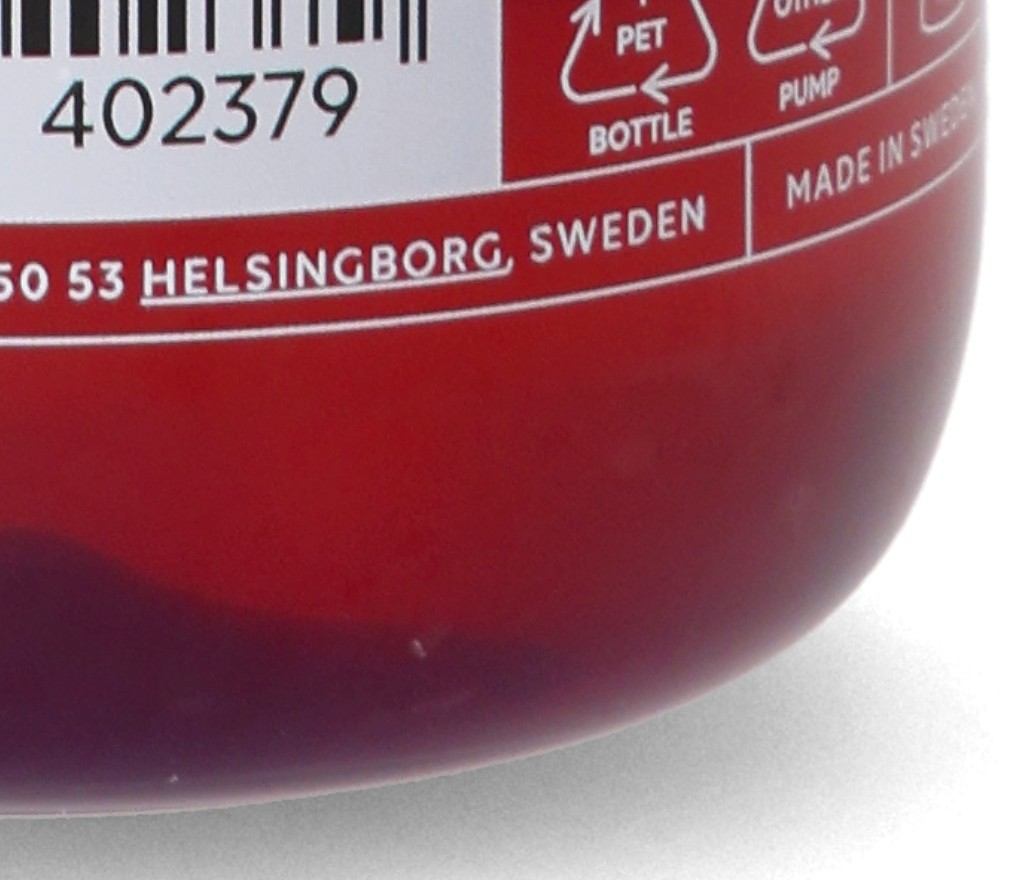 402379
PET
BOTTLE
PUMP
50 53 HELSINGBORG, SWEDEN
MADE IN SWEDEN